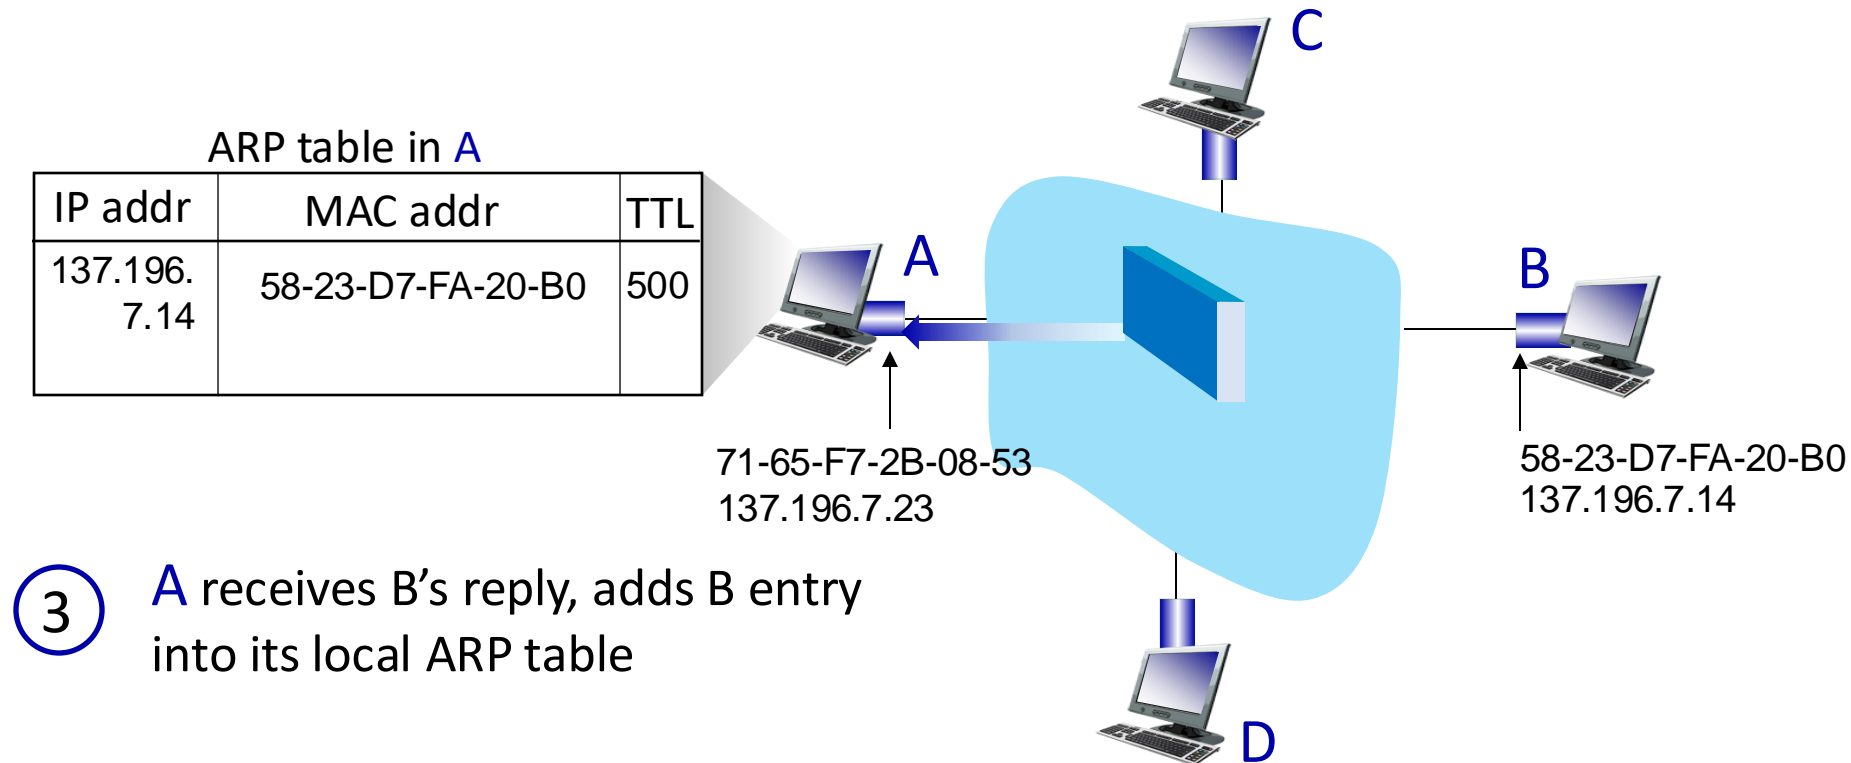 C
ARP table in A
IP addr MAC addr TTL
137.196.
7.14
58-23-D7-FA-20-B0 500
A
B
71-65-F7-2B-08-53
137.196.7.23
58-23-D7-FA-20-B0
137.196.7.14
3
A receives B’s reply, adds B entry
into its local ARP table
D